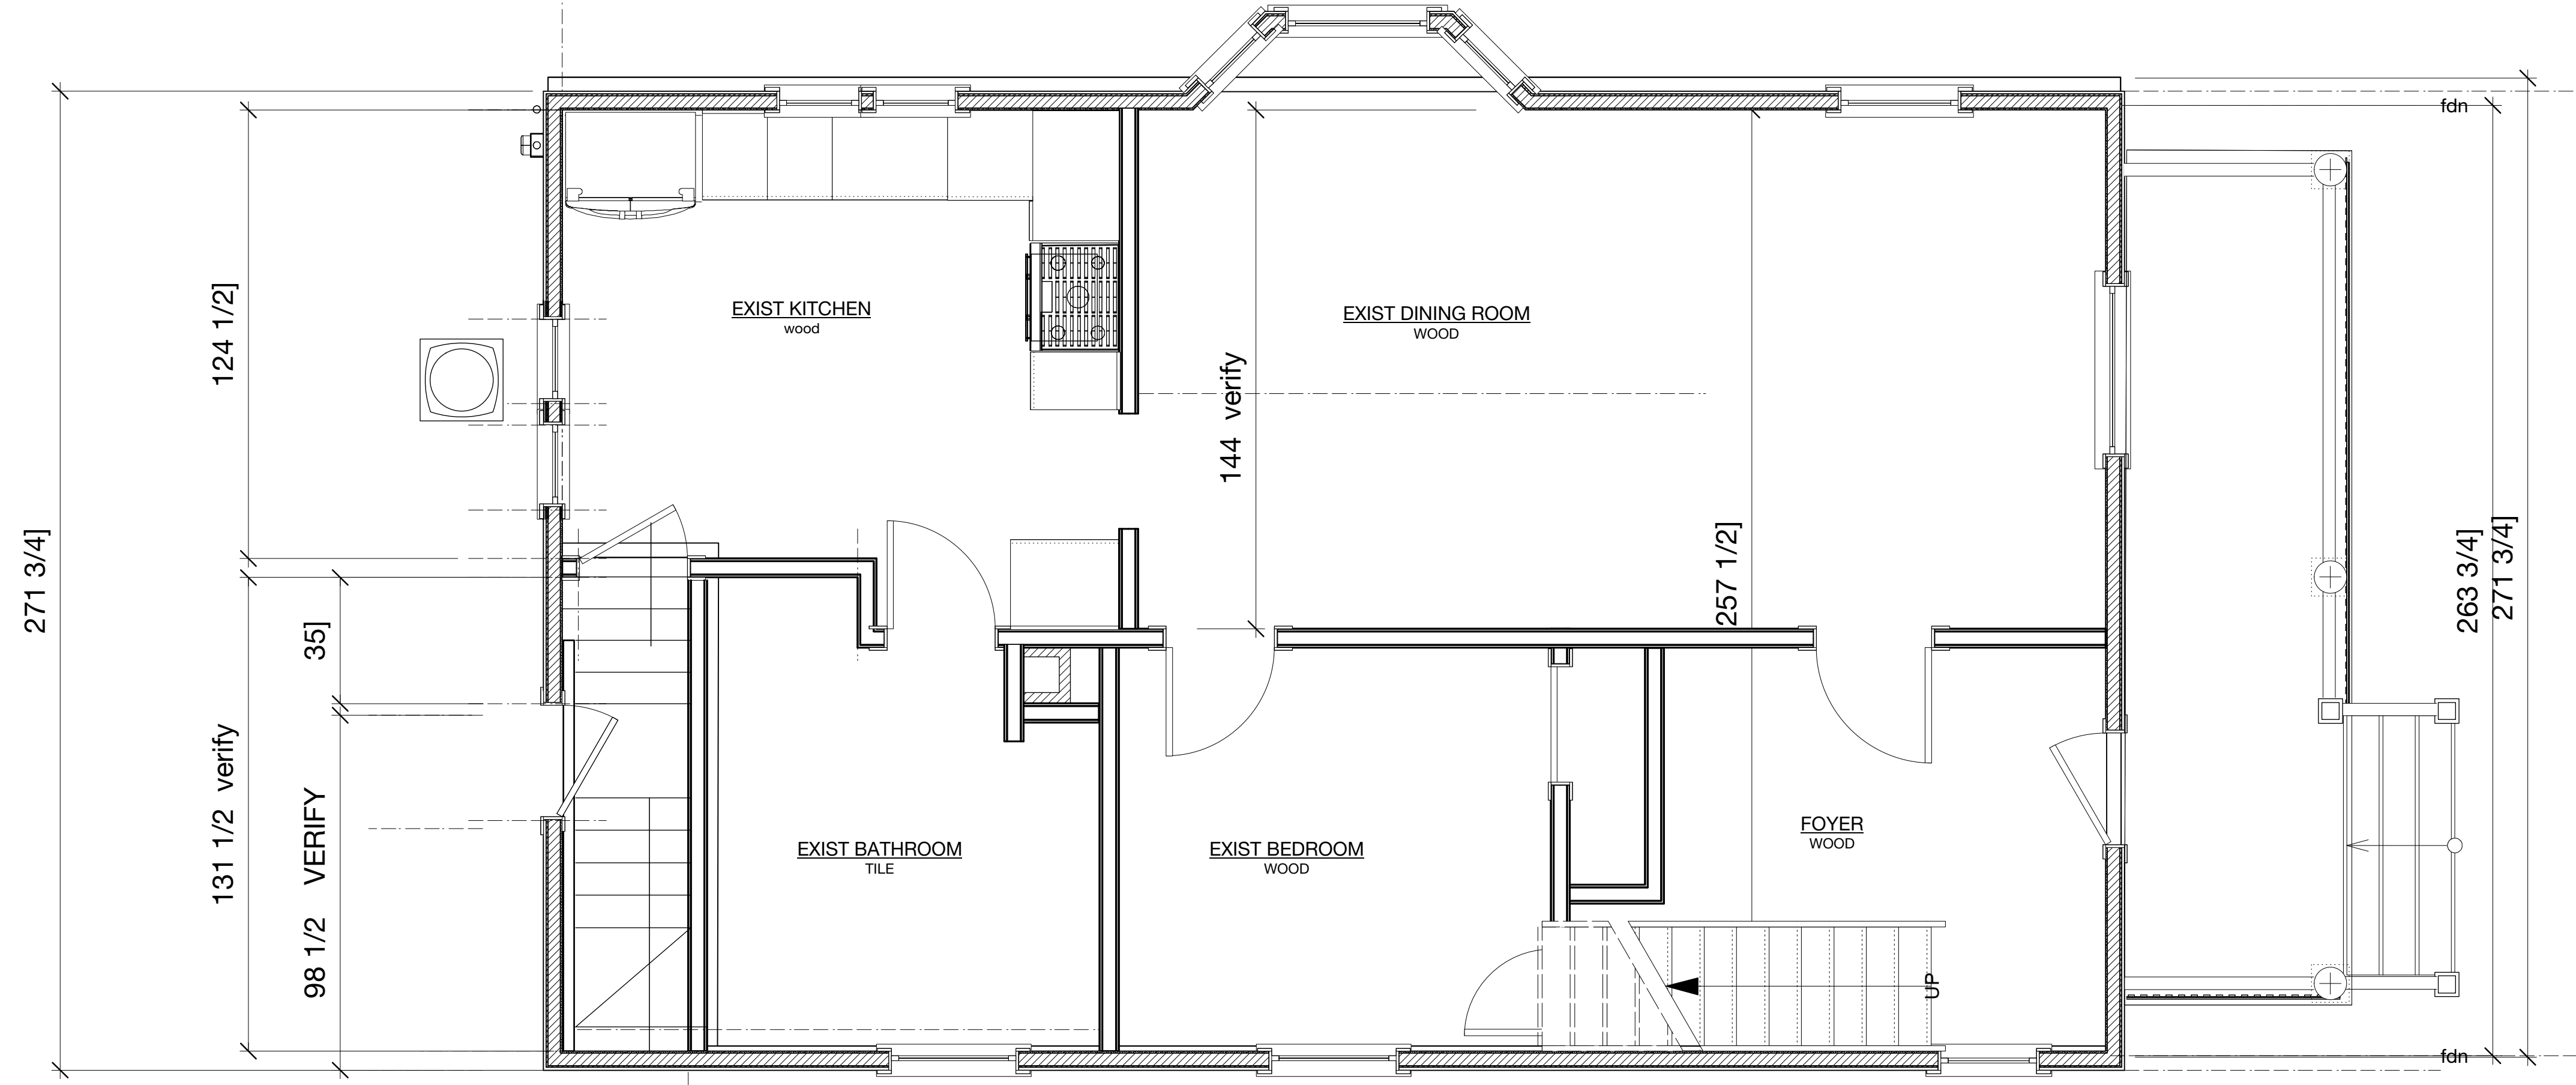 fdn
EXIST KITCHEN
wood
EXIST DINING ROOM
WOOD
124 1/2]
144 verify
271 3/4]
257 1/2]
263 3/4]
271 3/4]
35]
131 1/2 verify
98 1/2 VERIFY
EXIST BATHROOM
TILE
EXIST BEDROOM
WOOD
FOYER
WOOD
UP
fdn